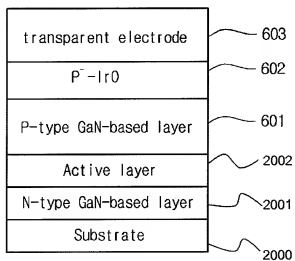 transparent electrode 603
P⁻-IrO 602
P-type GaN-based layer 601
Active layer 2002
N-type GaN-based layer 2001
Substrate 2000